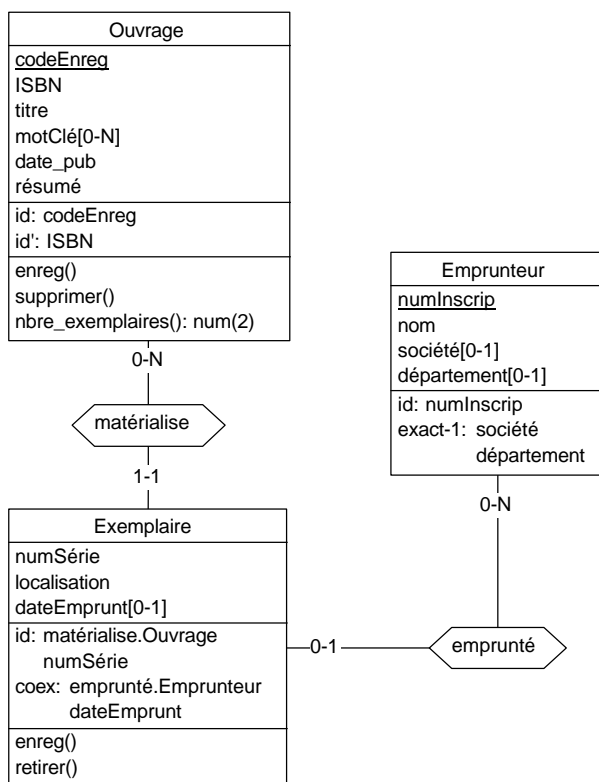 Ouvrage
codeEnreg
ISBN
titre
motClé[0-N]
date_pub
résumé
id: codeEnreg
id': ISBN
enreg()
supprimer()
nbre_exemplaires(): num(2)
0-N
matérialise
1-1
Exemplaire
numSérie
localisation
dateEmprunt[0-1]
id: matérialise.Ouvrage
numSérie
coex: emprunté.Emprunteur
dateEmprunt
enreg()
retirer()
0-1
emprunté
0-N
Emprunteur
numInscrip
nom
société[0-1]
département[0-1]
id: numInscrip
exact-1: société
département